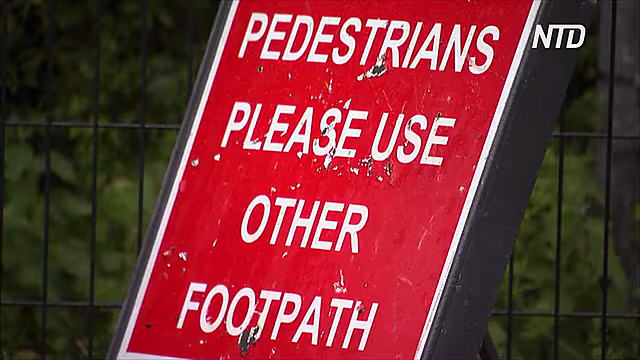 NTD
PEDESTRIANS
PLEASE USE
OTHER
FOOTPATH